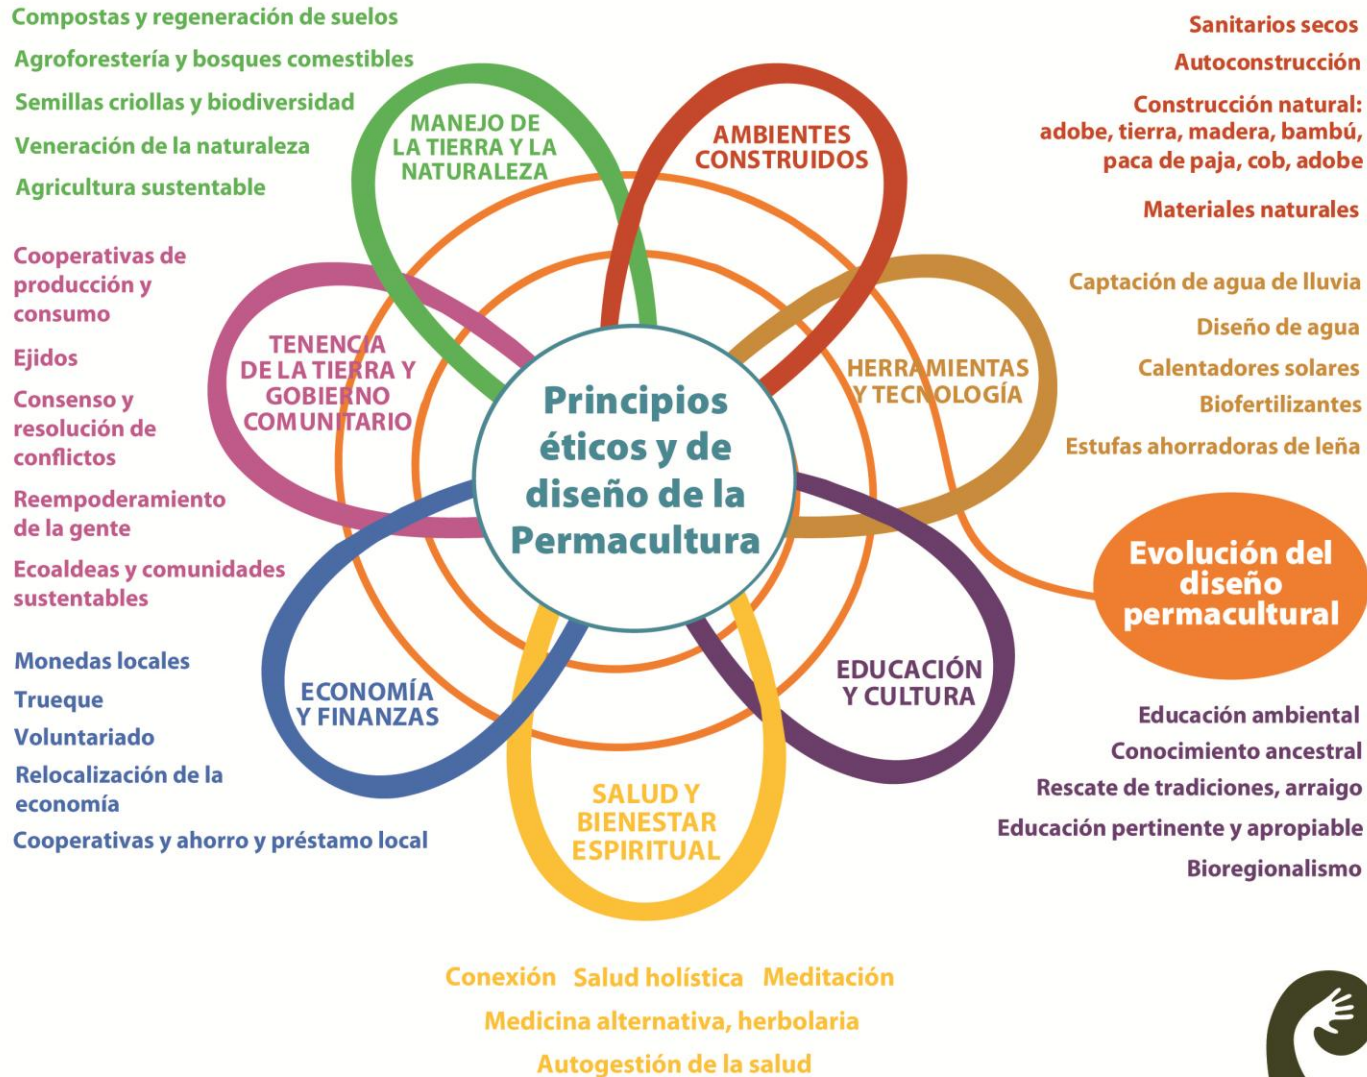 Compostas y regeneración de suelos
Agroforestería y bosques comestibles
Semillas criollas y biodiversidad
Veneración de la naturaleza
Agricultura sustentable
MANEJO DE
LA TIERRA Y LA
NATURALEZA
AMBIENTES
CONSTRUIDOS
Sanitarios secos
Autoconstrucción
Construcción natural:
adobe, tierra, madera, bambú,
paca de paja, cob, adobe
Materiales naturales
Cooperativas de
producción y
consumo
Ejidos
Consenso y
resolución de
conflictos
Reempoderamiento
de la gente
Ecoaldeas y comunidades
sustentables
TENENCIA
DE LA TIERRA Y
GOBIERNO
COMUNITARIO
Principios
éticos y de
diseño de la
Permacultura
HERRAMIENTAS
Y TECNOLOGÍA
Captación de agua de lluvia
Diseño de agua
Calentadores solares
Biofertilizantes
Estufas ahorradoras de leña
Evolución del
diseño
permacultural
Monedas locales
Trueque
Voluntariado
Relocalización de la
economía
Cooperativas y ahorro y préstamo local
ECONOMÍA
Y FINANZAS
SALUD Y
BIENESTAR
ESPIRITUAL
EDUCACIÓN
Y CULTURA
Educación ambiental
Conocimiento ancestral
Rescate de tradiciones, arraigo
Educación pertinente y apropiable
Bioregionalismo
Conexión Salud holística Meditación
Medicina alternativa, herbolaria
Autogestión de la salud